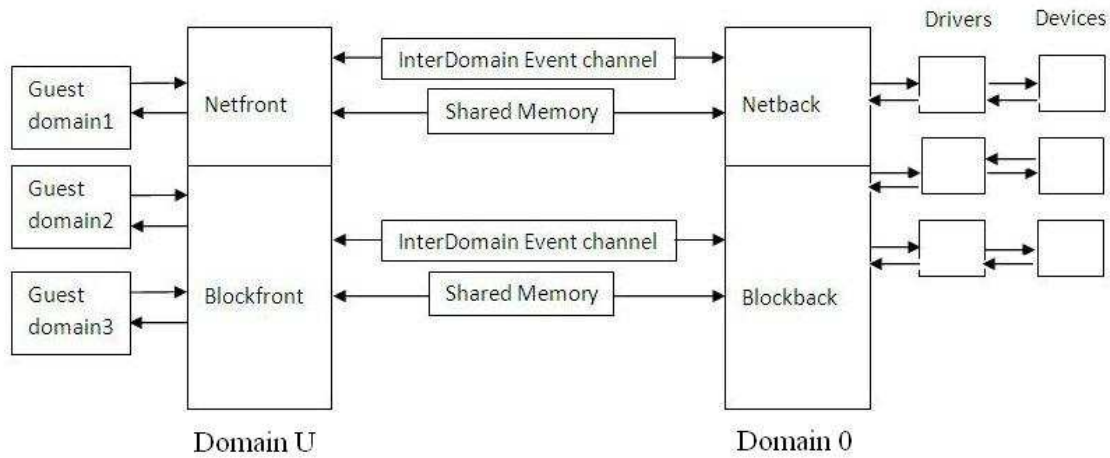 Drivers
Devices
InterDomain Event channel
Guest
domain1
Netfront
Shared Memory
Netback
Guest
domain2
InterDomain Event channel
Guest
domain3
Blockfront
Shared Memory
Blockback
Domain U
Domain 0